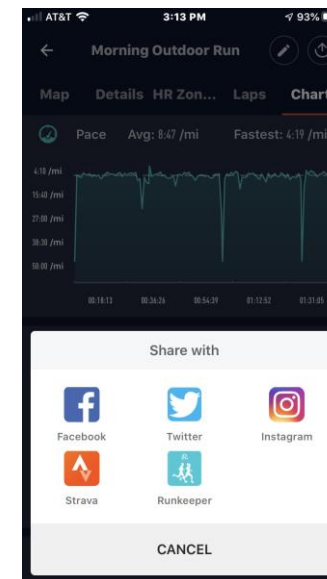 AT&T 3:13 PM 93%
Morning Outdoor Run
Map Details HR Zon... Laps Chart
Pace Avg: 8:47 /mi Fastest: 4:19 /mi
4:10 /mi
15:40 /mi
27:00 /mi
38:30 /mi
50:00 /mi
00:18:13 00:36:26 00:54:39 01:12:52 01:31:05
Share with
Facebook Twitter Instagram
Strava Runkeeper
CANCEL